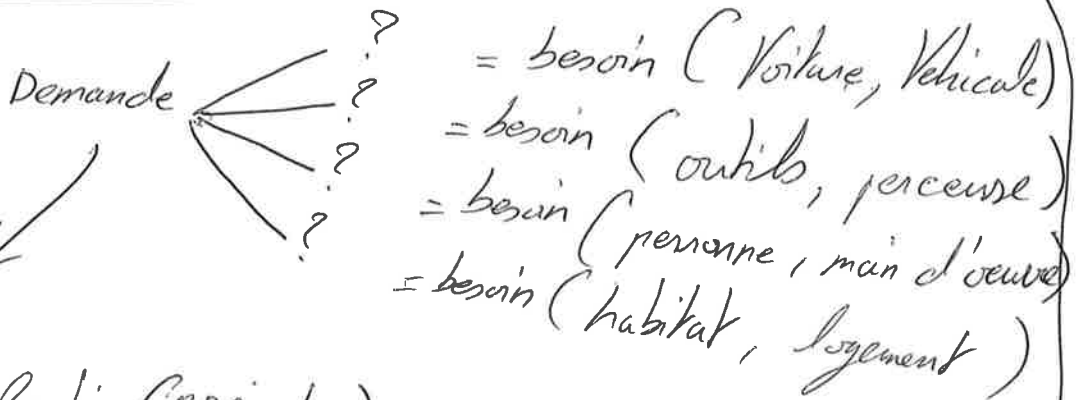 Demande
? = besoin (Voiture, Vehicule)
? = besoin (outils, perceuse)
? = besoin (personne, main d'oeuvre)
? = besoin (habitat, logement)